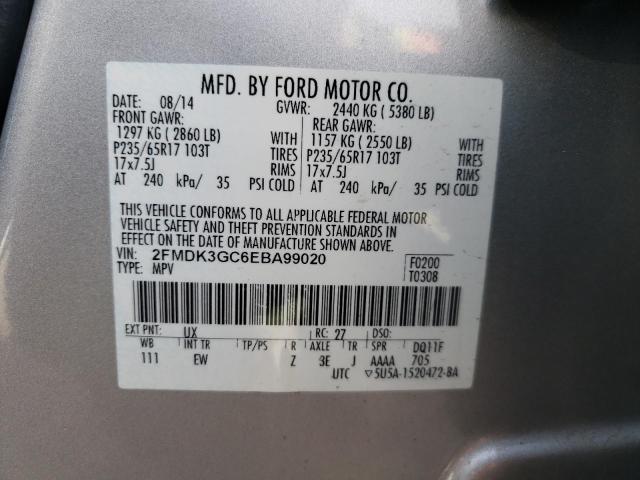 MFD. BY FORD MOTOR CO.
DATE: 08/14 GVWR: 2440 KG ( 5380 LB)
FRONT GAWR: REAR GAWR:
1297 KG ( 2860 LB) 1157 KG ( 2550 LB) WITH
P235/65R17 103T P235/65R17 103T TIRES
17x7.5J 17x7.5J RIMS
AT 240 kPa/ 35 PSI COLD AT 240 kPa/ 35 PSI COLD
WITH
TIRES
RIMS
THIS VEHICLE CONFORMS TO ALL APPLICABLE FEDERAL MOTOR
VEHICLE SAFETY AND THEFT PREVENTION STANDARDS IN
EFFECT ON THE DATE OF MANUFACTURE SHOWN ABOVE.
VIN: 2FMDK3GC6EBA99020 F0200
TYPE: MPV T0308
EXT PNT: UX RC: 27 DSO:
WB INT TR TP/PS R AXLE TR SPR DQ11F
111 EW Z 3E J AAAA 705
UTC ▽5U5A-1520472-BA